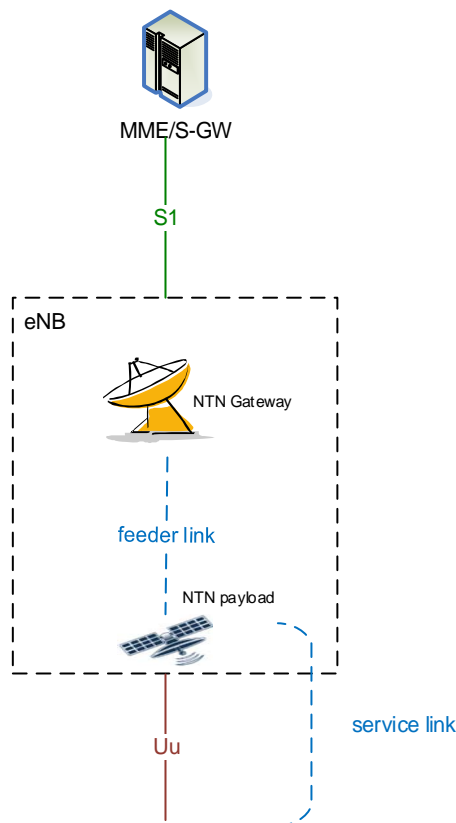 MME/S-GW
S1
eNB
NTN Gateway
feeder link
NTN payload
service link
Uu